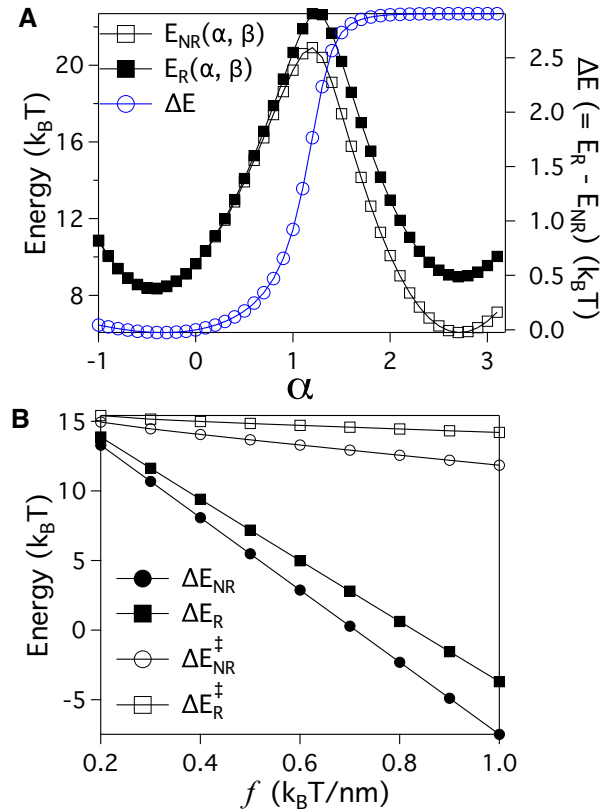 A
E_NR(α, β)
E_R(α, β)
ΔE
Energy (k_BT)
20
16
12
8
ΔE (= E_R - E_NR) (k_BT)
2.5
2.0
1.5
1.0
0.5
0.0
-1 0 1 2 3
α
B
Energy (k_BT)
15
10
5
0
-5
ΔE_NR
ΔE_R
ΔE‡_NR
ΔE‡_R
0.2 0.4 0.6 0.8 1.0
f (k_BT/nm)